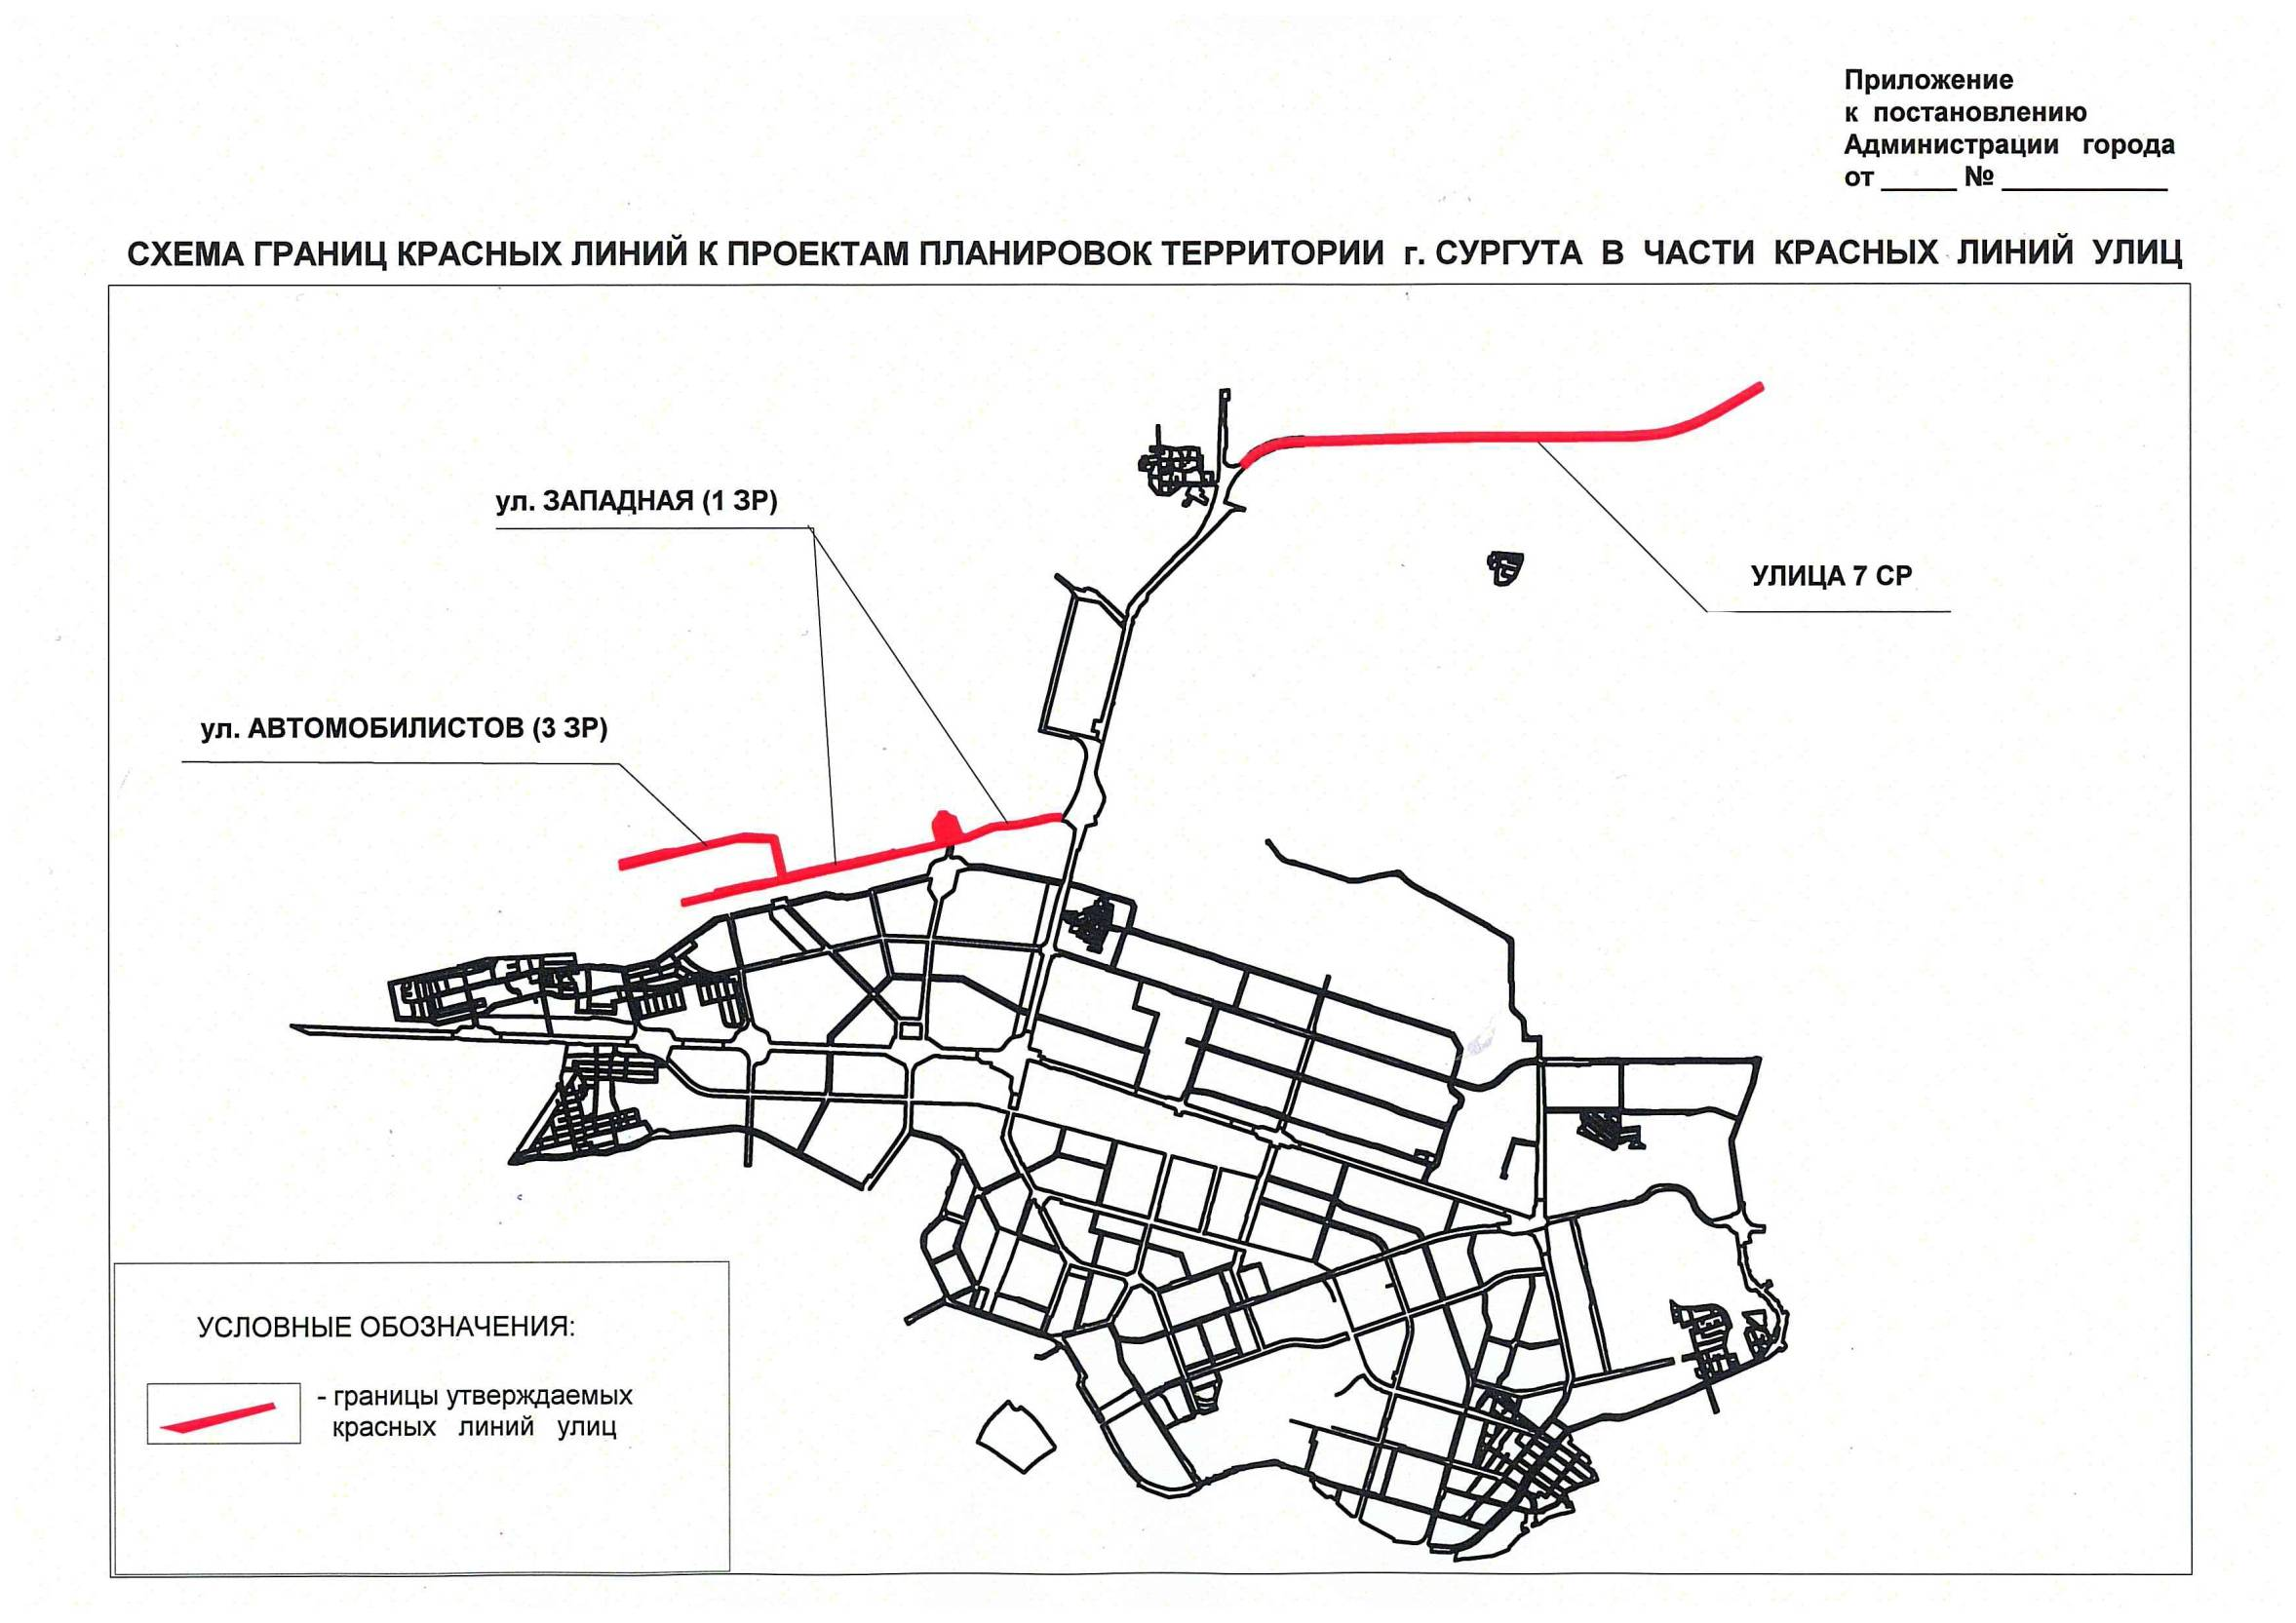 Приложение
к постановлению
Администрации города
от _____ № ___________
СХЕМА ГРАНИЦ КРАСНЫХ ЛИНИЙ К ПРОЕКТАМ ПЛАНИРОВОК ТЕРРИТОРИИ г. СУРГУТА В ЧАСТИ КРАСНЫХ ЛИНИЙ УЛИЦ
ул. ЗАПАДНАЯ (1 ЗР)
УЛИЦА 7 СР
ул. АВТОМОБИЛИСТОВ (3 ЗР)
УСЛОВНЫЕ ОБОЗНАЧЕНИЯ:
- границы утверждаемых
красных линий улиц